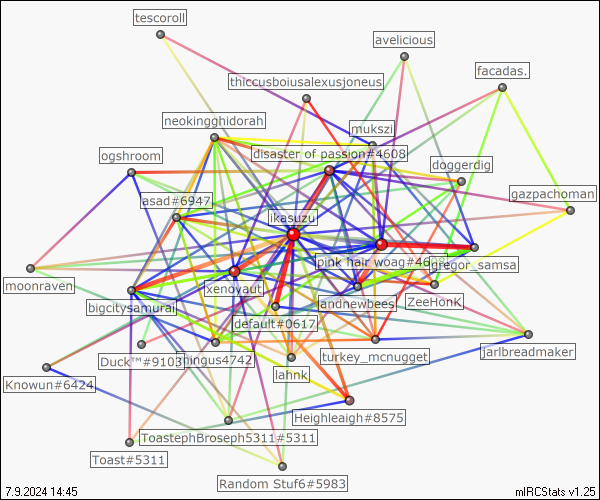 tescoroll
avelicious
facadas.
thiccusboiusalexusjoneus
neokingghidorah
mukszi
disaster of passion#4608
ogshroom
doggerdig
asad#6947
gazpachoman
ikasuzu
pink hair woag#46
gregor_samsa
moonraven
xenovaut
andnewbees
ZeeHonK
bigcitysamurai
default#0617
Duck™#9103
hingus4742
turkey_mcnugget
jarlbreadmaker
lahnk
Knowun#6424
Heighleigh#8575
ToastephBroseph5311#5311
Toast#5311
Random Stuf6#5983
7.9.2024 14:45
mIRCStats v1.25